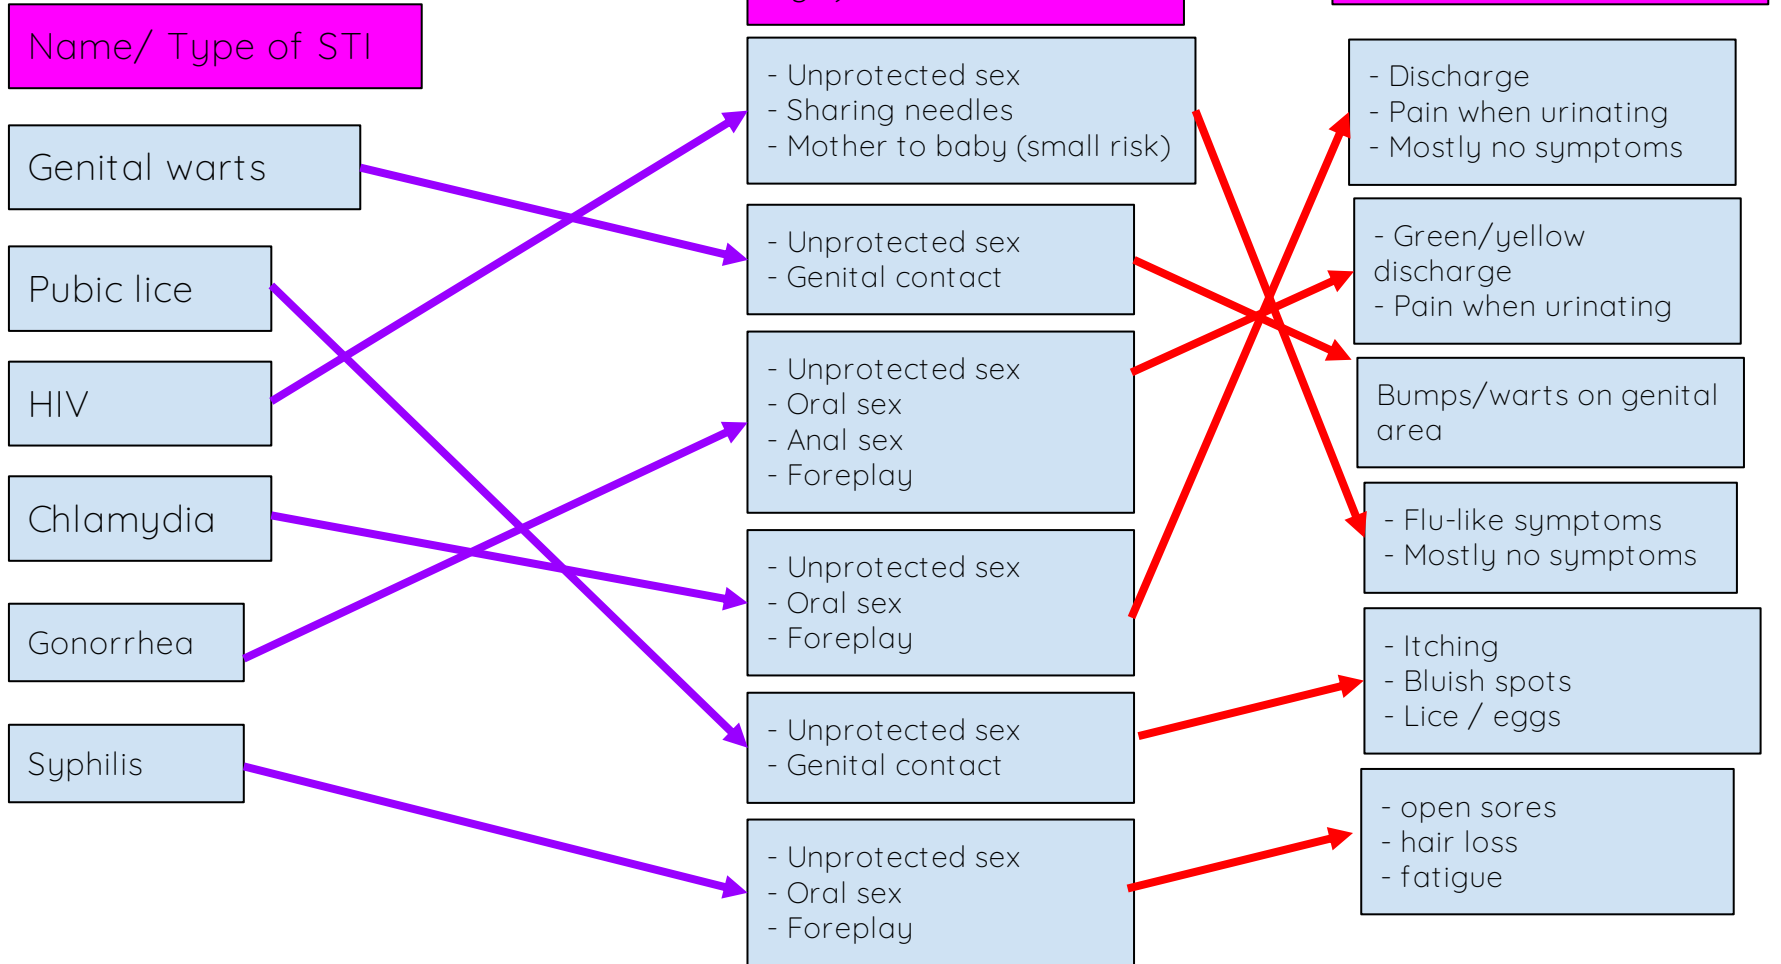 Name/ Type of STI
Genital warts
Pubic lice
HIV
Chlamydia
Gonorrhea
Syphilis
- Unprotected sex
- Sharing needles
- Mother to baby (small risk)
- Unprotected sex
- Genital contact
- Unprotected sex
- Oral sex
- Anal sex
- Foreplay
- Unprotected sex
- Oral sex
- Foreplay
- Unprotected sex
- Genital contact
- Unprotected sex
- Oral sex
- Foreplay
- Discharge
- Pain when urinating
- Mostly no symptoms
- Green/yellow
discharge
- Pain when urinating
Bumps/warts on genital
area
- Flu-like symptoms
- Mostly no symptoms
- Itching
- Bluish spots
- Lice / eggs
- open sores
- hair loss
- fatigue